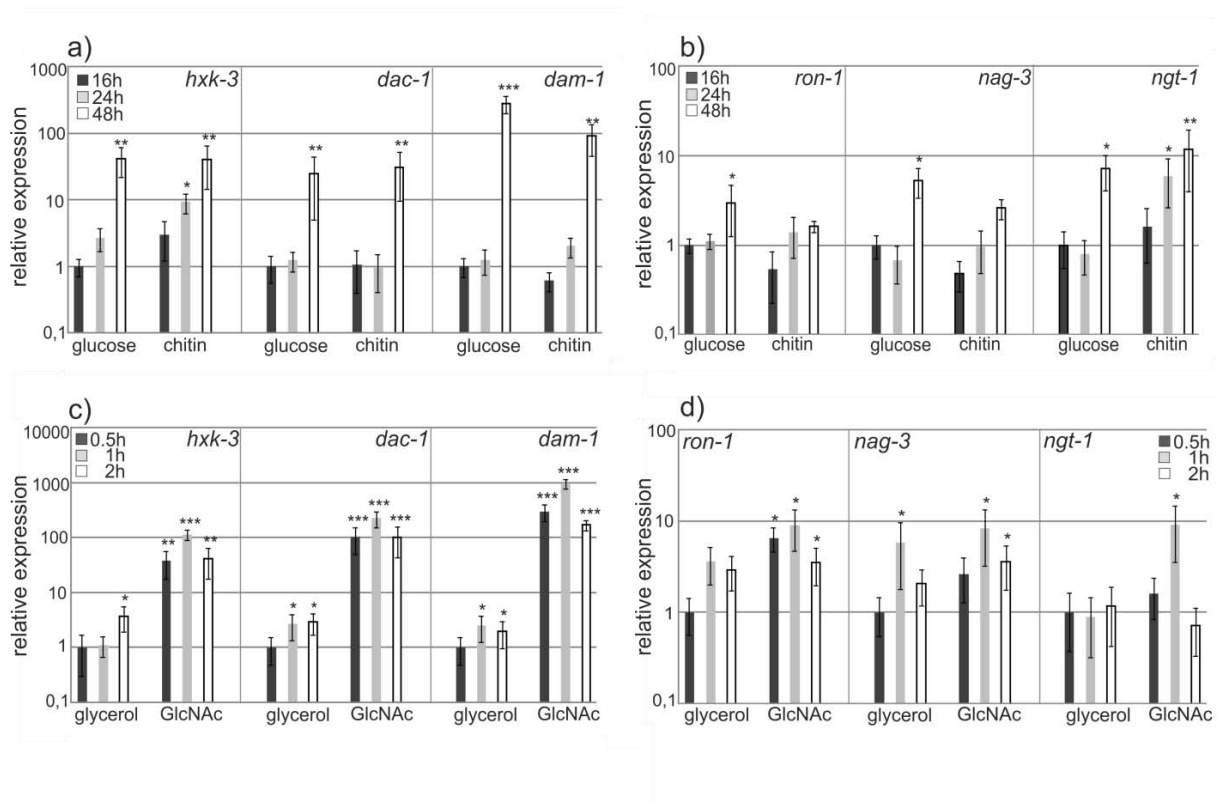 a)
1000
100
10
1
0,1
relative expression
16h
24h
48h
hxk-3
dac-1
dam-1
** * ** ** ** *** **
glucose chitin glucose chitin glucose chitin
b)
100
10
1
0,1
relative expression
16h
24h
48h
ron-1
nag-3
ngt-1
* * * * **
glucose chitin glucose chitin glucose chitin
c)
10000
1000
100
10
1
0,1
relative expression
0.5h
1h
2h
hxk-3
dac-1
dam-1
* ** *** ** * * *** *** *** * * *** *** ***
glycerol GlcNAc glycerol GlcNAc glycerol GlcNAc
d)
100
10
1
0,1
relative expression
ron-1
nag-3
ngt-1
0.5h
1h
2h
* * * * * * *
glycerol GlcNAc glycerol GlcNAc glycerol GlcNAc